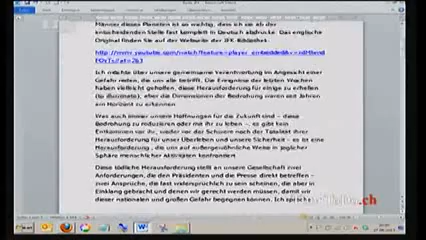 Männer dieses Planeten ist so wichtig, dass ich sie ab der
entscheidenden Stelle fast komplett in Deutsch abdrucke. Das englische
Original finden Sie auf der Webseite der JFK Bibliothek.
http://www.youtube.com/watch?feature=player_embedded&v=
Ich möchte über unsere gemeinsame Verantwortung im Angesicht einer
Gefahr reden, die uns alle betrifft. Die Ereignisse der letzten Wochen
haben vielleicht geholfen, diese Herausforderung für einige zu erhellen
(to illuminate), aber die Dimensionen der Bedrohung waren seit Jahren
am Horizont zu erkennen.
Was auch immer unsere Hoffnungen für die Zukunft sind – diese
Bedrohung zu reduzieren oder mit ihr zu leben –, es gibt kein
Entkommen vor ihr, weder vor der Schwere noch der Totalität ihrer
Herausforderung für unser Überleben und unsere Sicherheit – es ist eine
Herausforderung, die uns auf außergewöhnliche Weise in jeglicher
Sphäre menschlicher Aktivitäten konfrontiert.
Diese tödliche Herausforderung stellt an unsere Gesellschaft zwei
Anforderungen, die den Präsidenten und die Presse direkt betreffen –
zwei Ansprüche, die fast widersprüchlich zu sein scheinen, die aber in
Einklang gebracht und denen wir gerecht werden müssen, damit wir
dieser nationalen und großen Gefahr begegnen können. Ich spreche
.ch